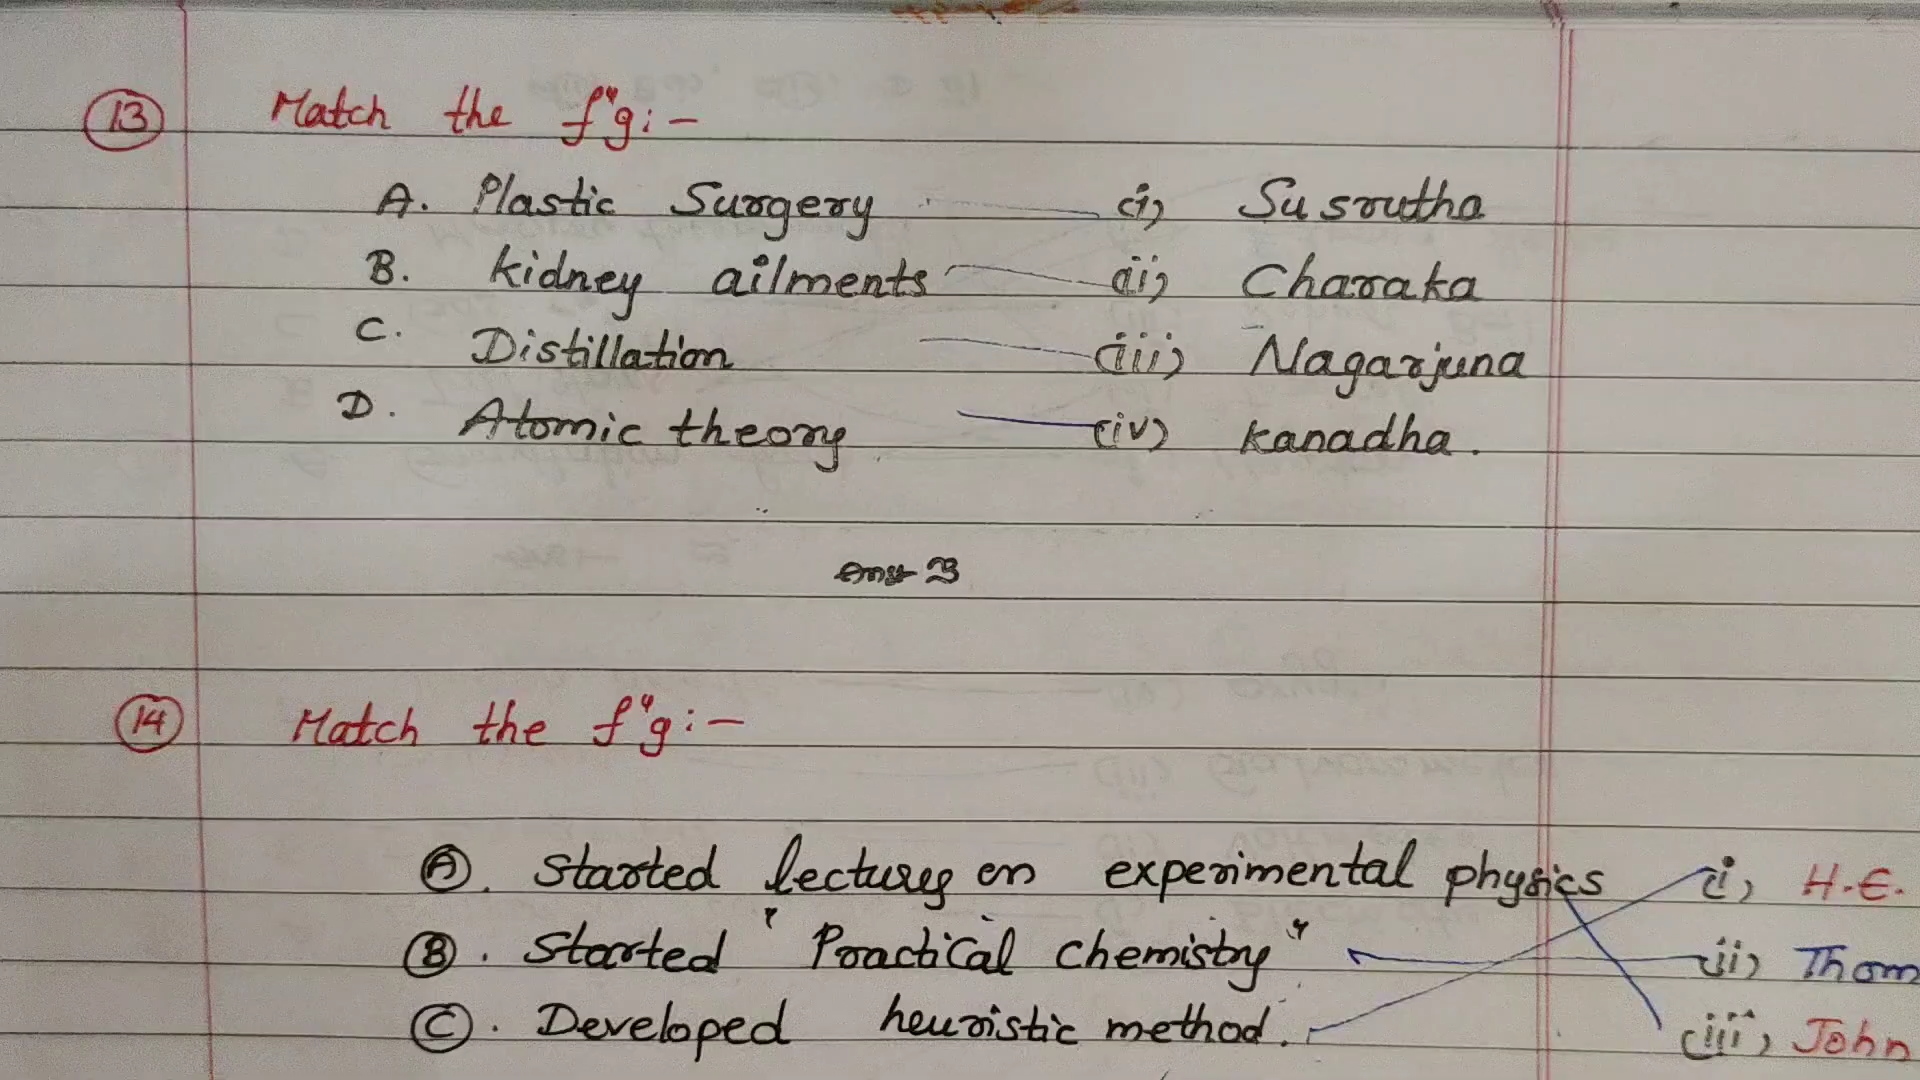 13 Match the f"g:-
A. Plastic Surgery (i) Susrutha
B. kidney ailments (ii) Charaka
C. Distillation (iii) Nagarjuna
D. Atomic theory (iv) kanadha.
14 Match the f"g:-
A. Started lectures on experimental physics (i) H.E.
B. Started "Practical Chemistry" (ii) Thom
C. Developed heuristic method. (iii) John